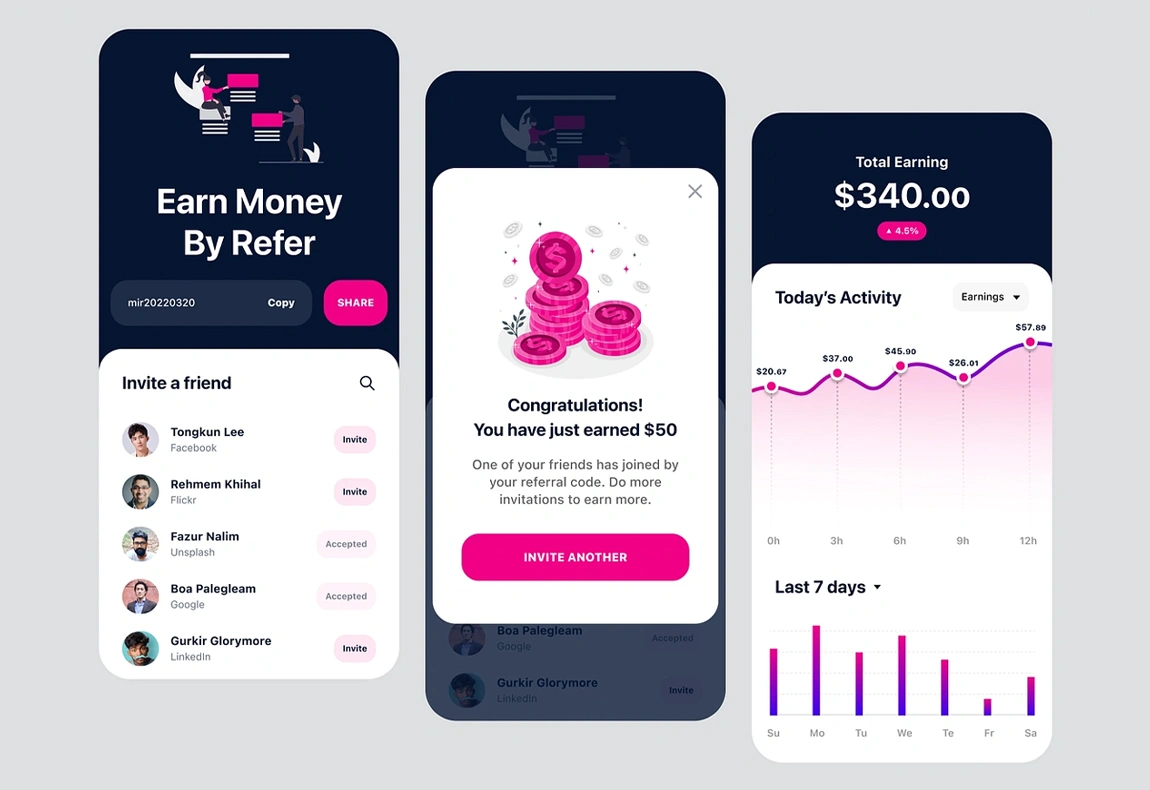 Earn Money
By Refer
mir20220320
Copy
SHARE
Invite a friend
Tongkun Lee
Facebook
Invite
Rehmem Khihal
Flickr
Invite
Fazur Nalim
Unsplash
Accepted
Boa Palegleam
Google
Accepted
Gurkir Glorymore
LinkedIn
Invite
Congratulations!
You have just earned $50
One of your friends has joined by
your referral code. Do more
invitations to earn more.
INVITE ANOTHER
Boa Palegleam
Google
Accepted
Gurkir Glorymore
LinkedIn
Invite
Total Earning
$340.00
▲ 4.5%
Today's Activity
Earnings
$20.67
$37.00
$45.90
$26.01
$57.89
0h
3h
6h
9h
12h
Last 7 days
Su
Mo
Tu
We
Te
Fr
Sa